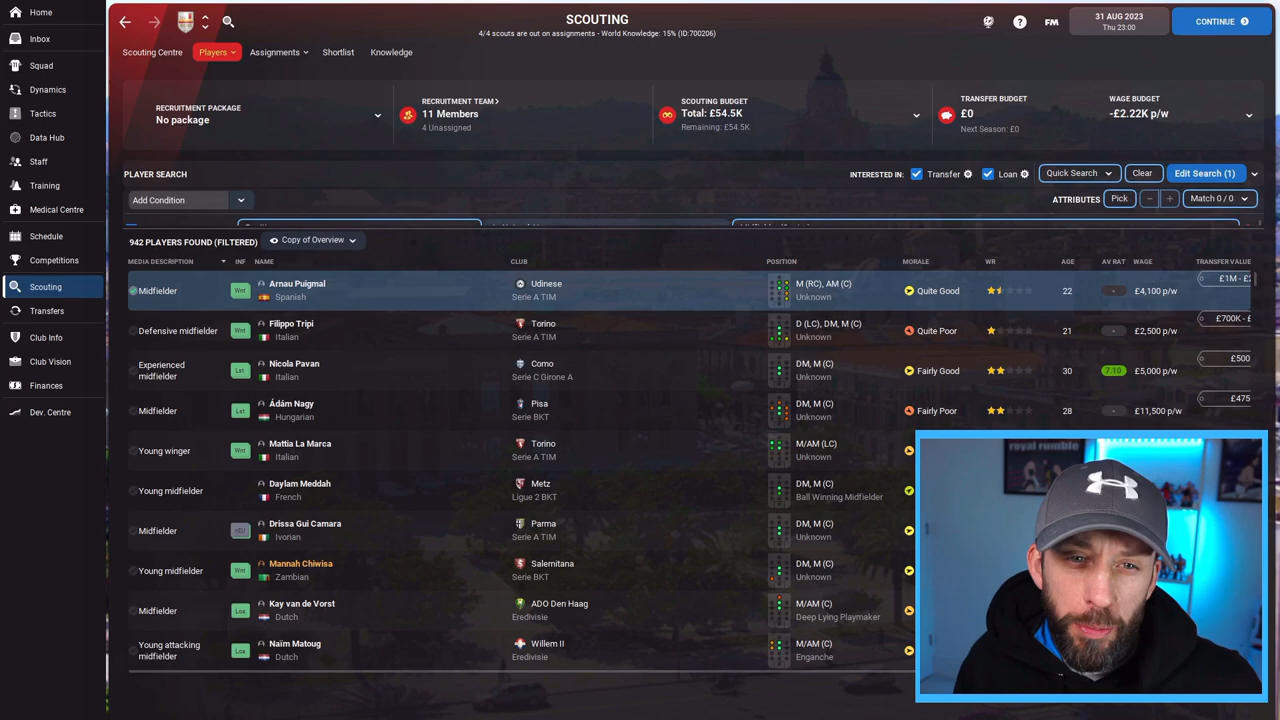 Home
Inbox
Squad
Dynamics
Tactics
Data Hub
Staff
Training
Medical Centre
Schedule
Competitions
Scouting
Transfers
Club Info
Club Vision
Finances
Dev. Centre
SCOUTING
4/4 scouts are out on assignments - World Knowledge: 15% (ID:700206)
?
FM
31 AUG 2023
Thu 23:00
CONTINUE
Scouting Centre
Players
Assignments
Shortlist
Knowledge
RECRUITMENT PACKAGE
No package
RECRUITMENT TEAM
11 Members
4 Unassigned
SCOUTING BUDGET
Total: £54.5K
Remaining: £54.5K
TRANSFER BUDGET
£0
Next Season: £0
WAGE BUDGET
-£2.22K p/w
PLAYER SEARCH
INTERESTED IN: Transfer Loan
Quick Search
Clear
Edit Search (1)
Add Condition
ATTRIBUTES Pick - + Match 0 / 0
942 PLAYERS FOUND (FILTERED) Copy of Overview
MEDIA DESCRIPTION INF NAME CLUB POSITION MORALE WR AGE AV RAT WAGE TRANSFER VALUE
Midfielder Wnt Arnau Puigmal Udinese M (RC), AM (C) Quite Good 22 - £4,100 p/w £1M - £2
Spanish Serie A TIM Unknown
Defensive midfielder Wnt Filippo Tripi Torino D (LC), DM, M (C) Quite Poor 21 - £2,500 p/w £700K - £
Italian Serie A TIM Unknown
Experienced midfielder Lst Nicola Pavan Como DM, M (C) Fairly Good 30 7.10 £5,000 p/w £500
Italian Serie C Girone A Unknown
Midfielder Lst Ádám Nagy Pisa DM, M (C) Fairly Poor 28 - £11,500 p/w £475
Hungarian Serie BKT Unknown
Young winger Wnt Mattia La Marca Torino M/AM (LC)
Italian Serie A TIM Unknown
Young midfielder Wnt Daylam Meddah Metz DM, M (C)
French Ligue 2 BKT Ball Winning Midfielder
Midfielder Drissa Gui Camara Parma DM, M (C)
Ivorian Serie A TIM Unknown
Young midfielder Wnt Mannah Chiwisa Salernitana DM, M (C)
Zambian Serie BKT Unknown
Midfielder Loa Kay van de Vorst ADO Den Haag M/AM (C)
Dutch Eredivisie Deep Lying Playmaker
Young attacking midfielder Loa Naïm Matoug Willem II M/AM (C)
Dutch Eredivisie Enganche
royal rumble